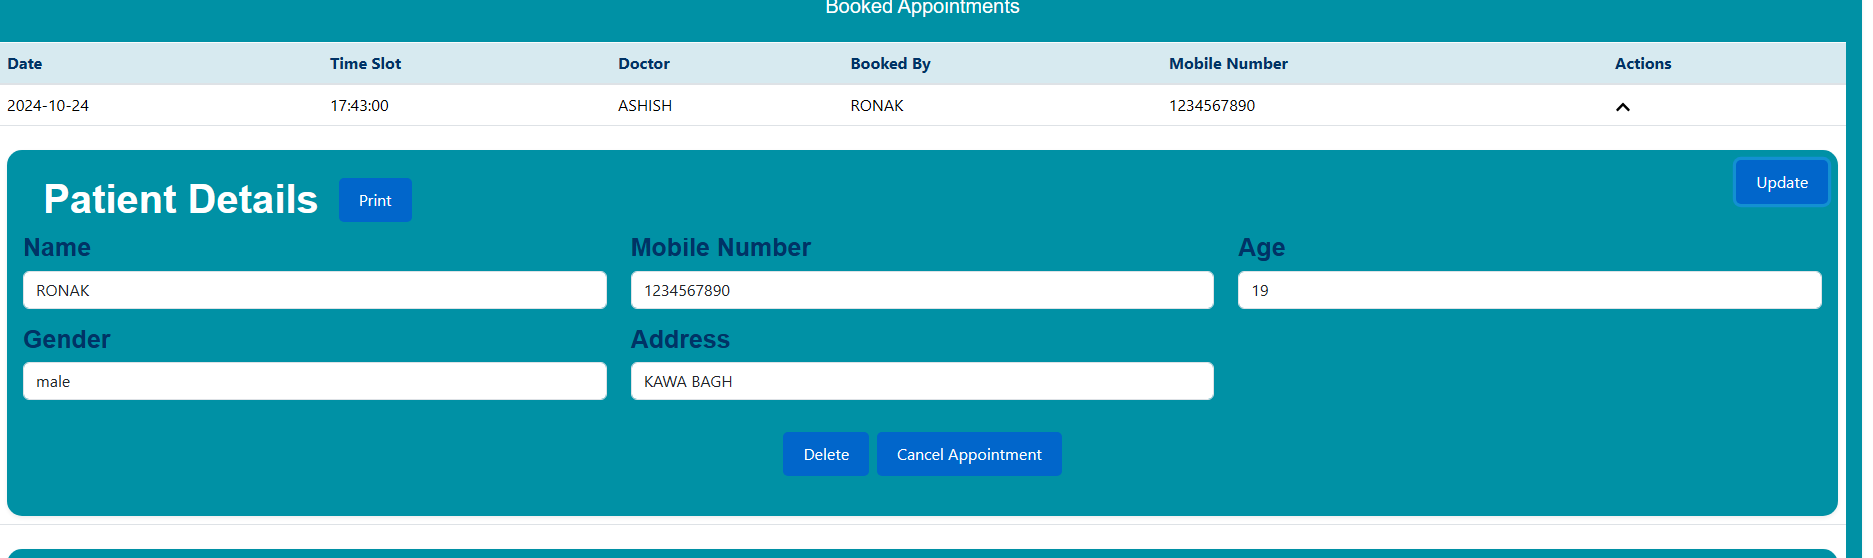 Booked Appointments
Date Time Slot Doctor Booked By Mobile Number Actions
2024-10-24 17:43:00 ASHISH RONAK 1234567890
Update
Patient Details Print
Name Mobile Number Age
RONAK 1234567890 19
Gender Address
male KAWA BAGH
Delete Cancel Appointment